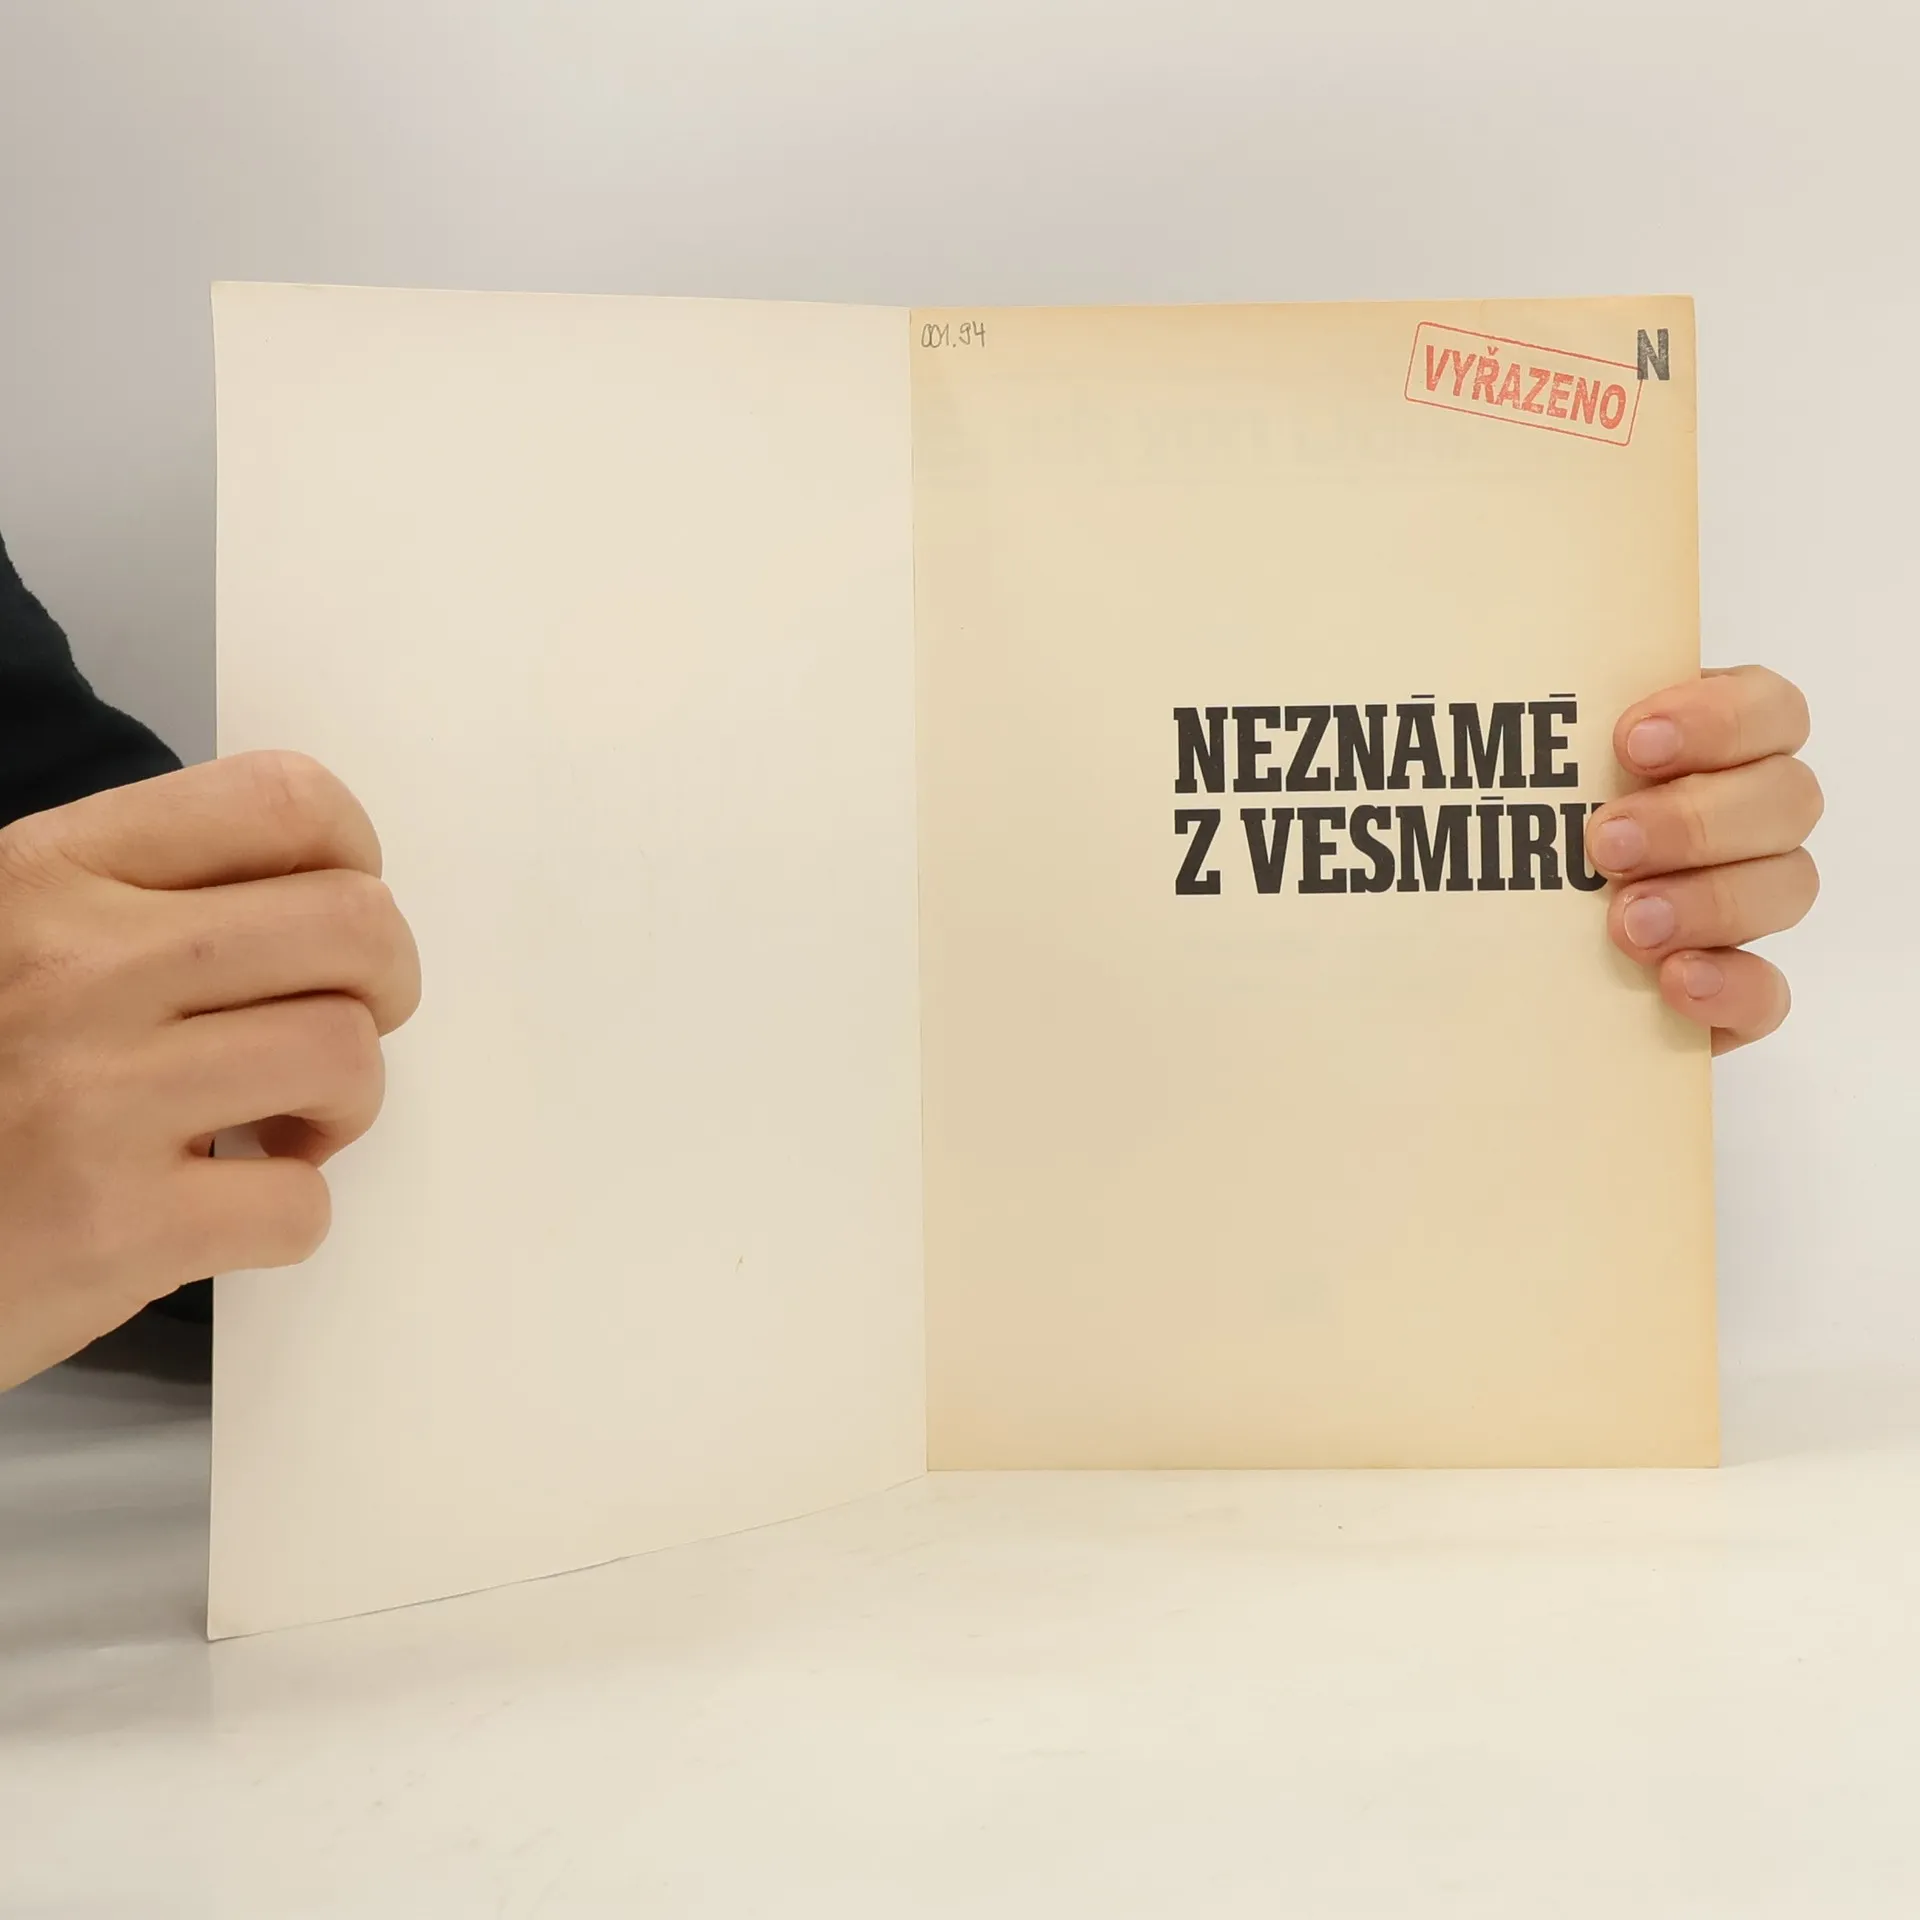 001.94
VYŘAZENO
N
NEZNÁMÉ
Z VESMÍRU